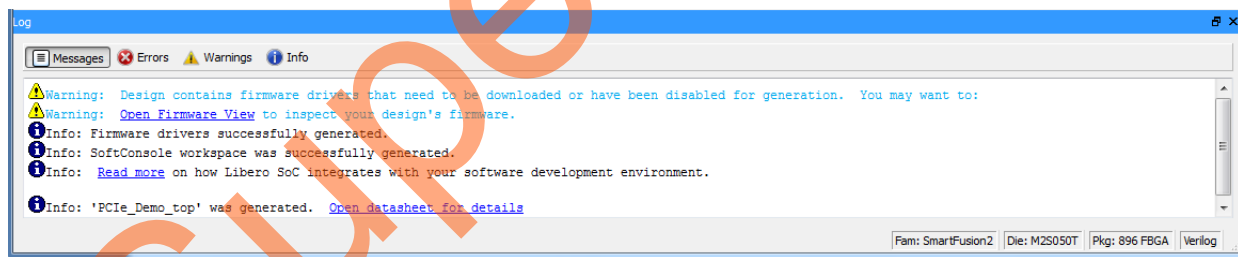 Log
Messages Errors Warnings Info
Warning: Design contains firmware drivers that need to be downloaded or have been disabled for generation. You may want to:
Warning: Open Firmware View to inspect your design's firmware.
Info: Firmware drivers successfully generated.
Info: SoftConsole workspace was successfully generated.
Info: Read more on how Libero SoC integrates with your software development environment.
Info: 'PCIe_Demo_top' was generated. Open datasheet for details
Fam: SmartFusion2 Die: M2S050T Pkg: 896 FBGA Verilog
supe